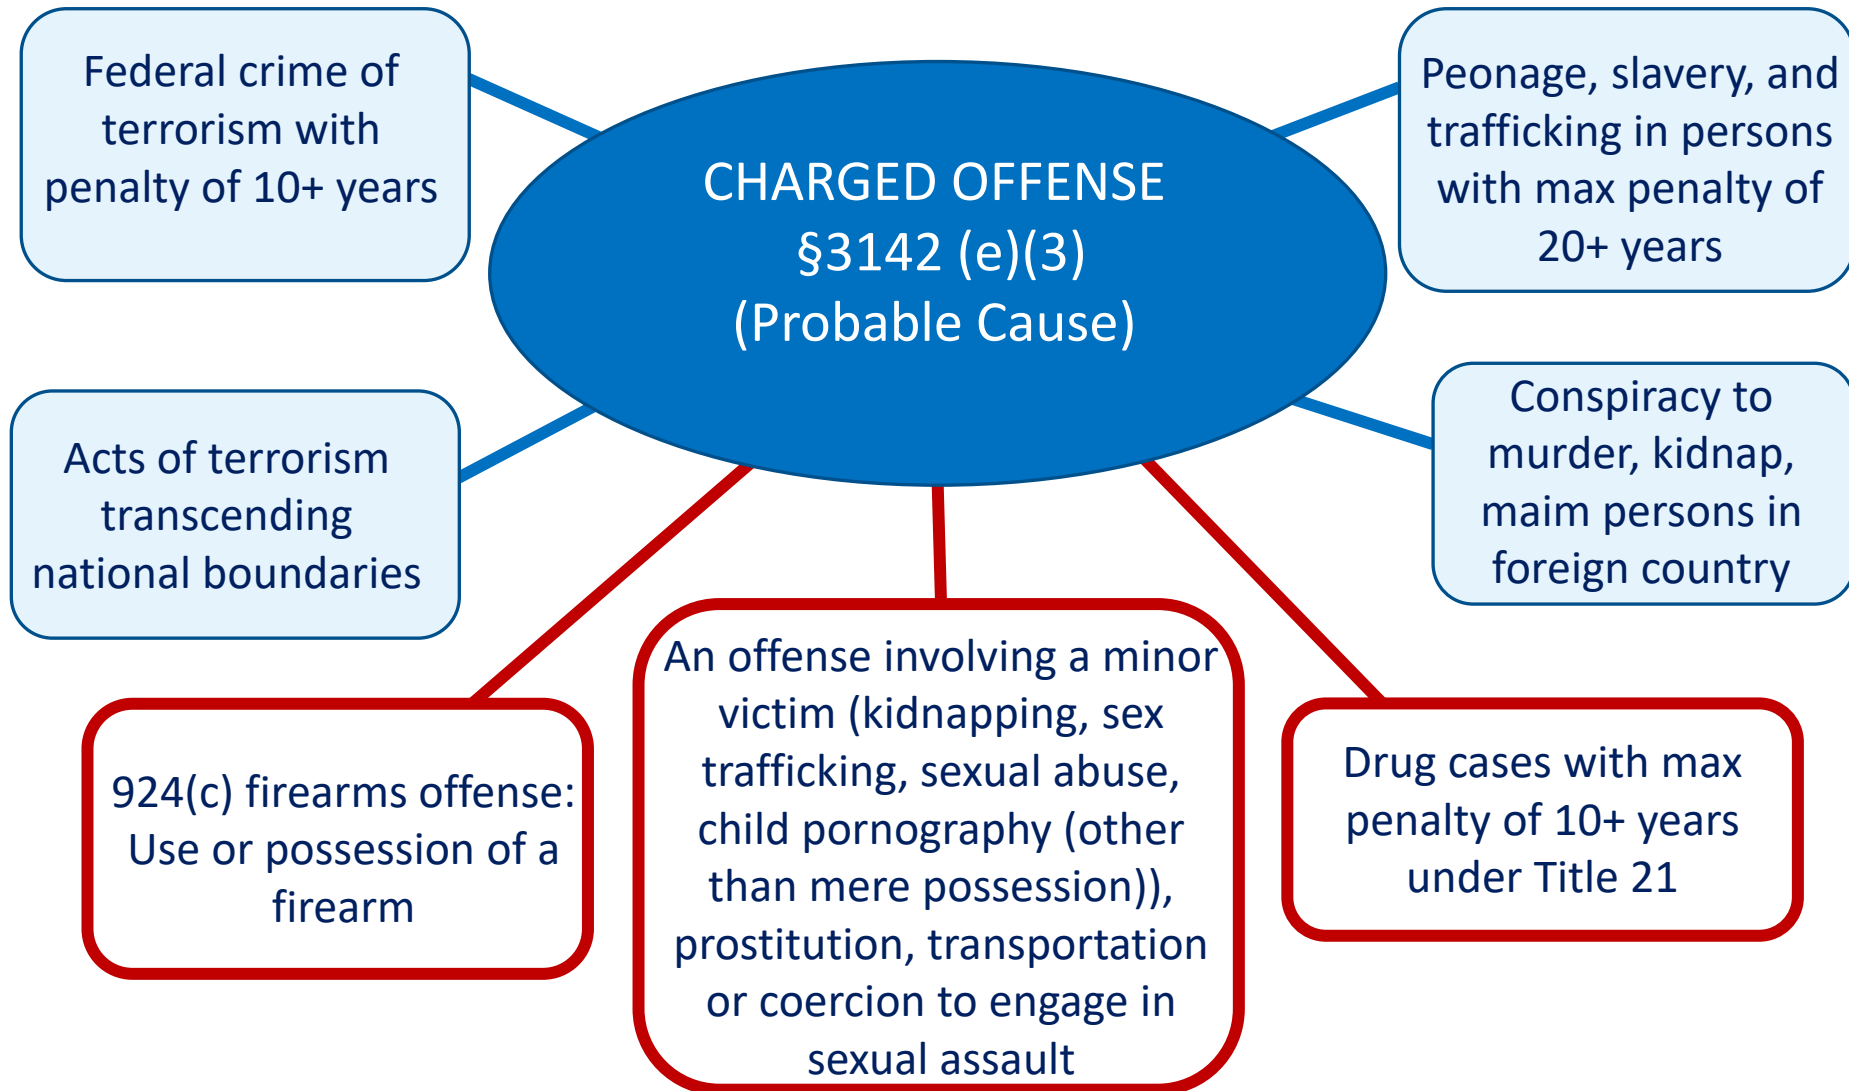 Federal crime of
terrorism with
penalty of 10+ years
CHARGED OFFENSE
§3142 (e)(3)
(Probable Cause)
Peonage, slavery, and
trafficking in persons
with max penalty of
20+ years
Acts of terrorism
transcending
national boundaries
Conspiracy to
murder, kidnap,
maim persons in
foreign country
924(c) firearms offense:
Use or possession of a
firearm
An offense involving a minor
victim (kidnapping, sex
trafficking, sexual abuse,
child pornography (other
than mere possession)),
prostitution, transportation
or coercion to engage in
sexual assault
Drug cases with max
penalty of 10+ years
under Title 21